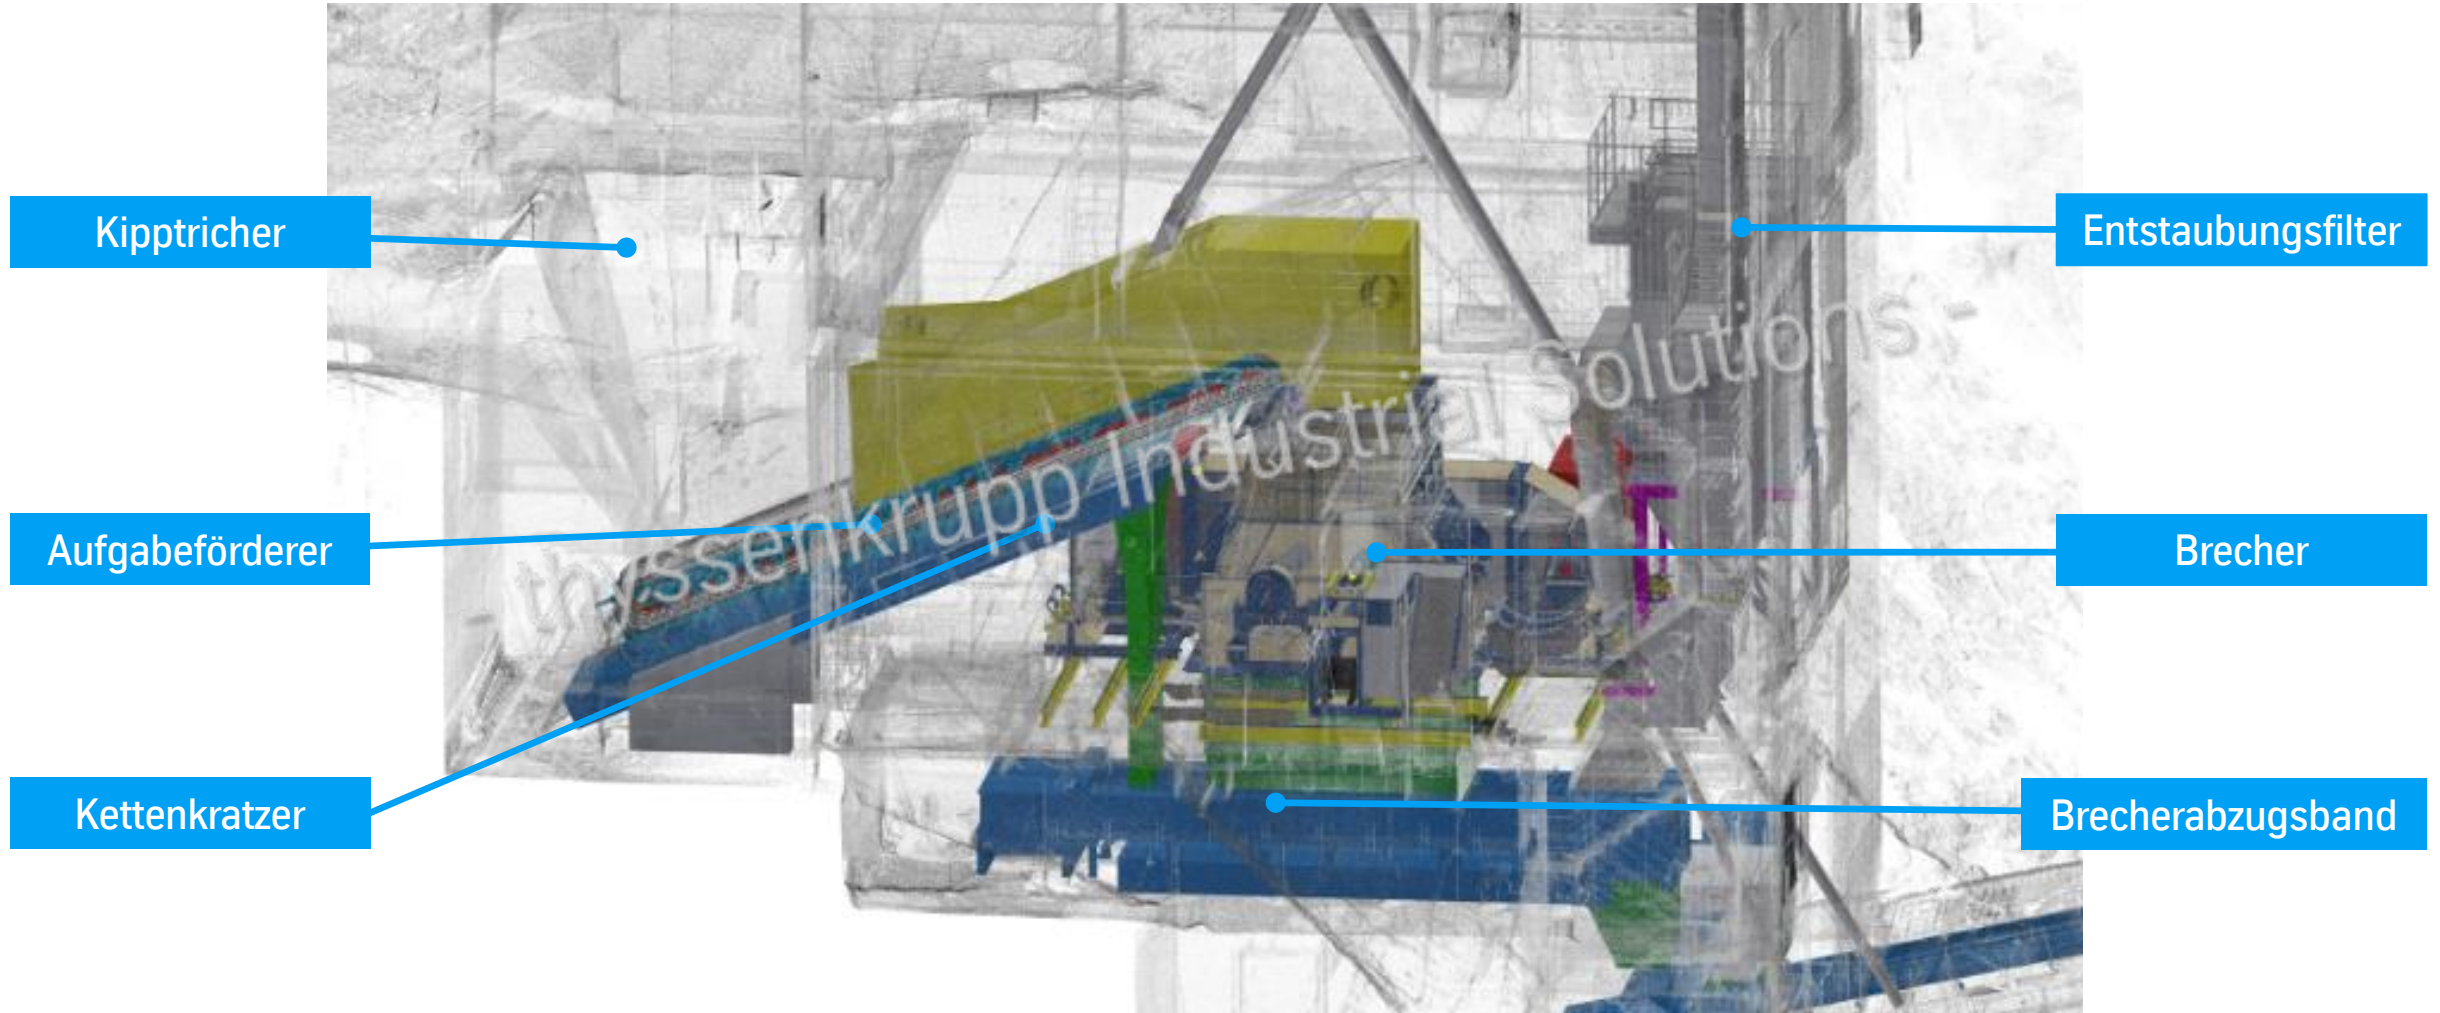 Kipptricher
Entstaubungsfilter
thyssenkrupp Industrial Solutions -
Aufgabeförderer
Brecher
Kettenkratzer
Brecherabzugsband